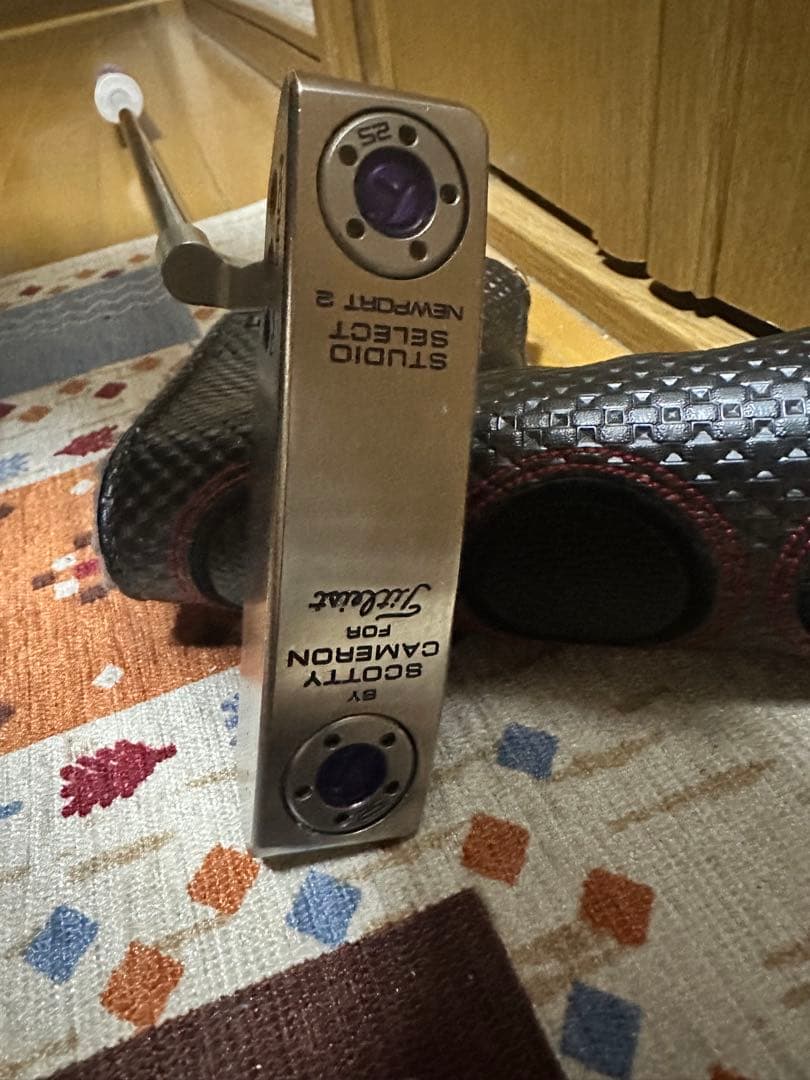 BY
SCOTTY
CAMERON
FOR
Titleist
STUDIO
SELECT
NEWPORT 2
25